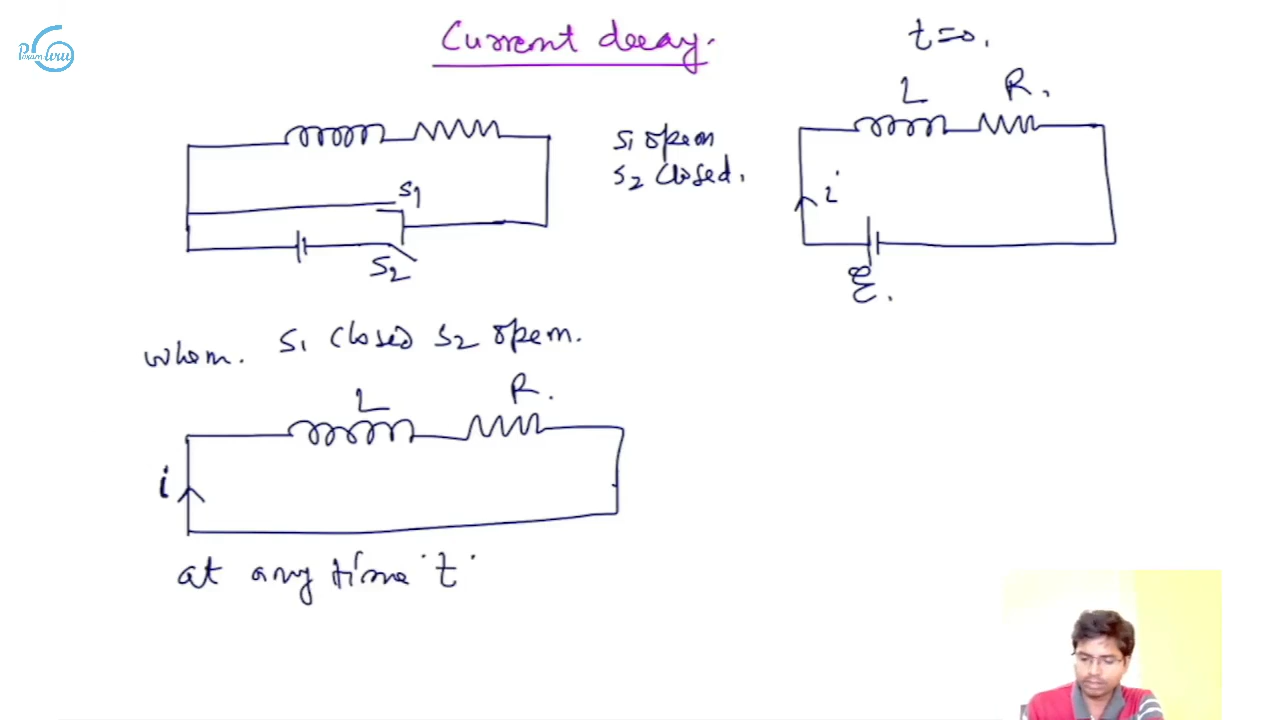 Current decay.
t=0.
L R.
S1 open
S2 closed.
S1
i
S2
ε.
when. S1 closed S2 open.
L R.
i
at any time 't'